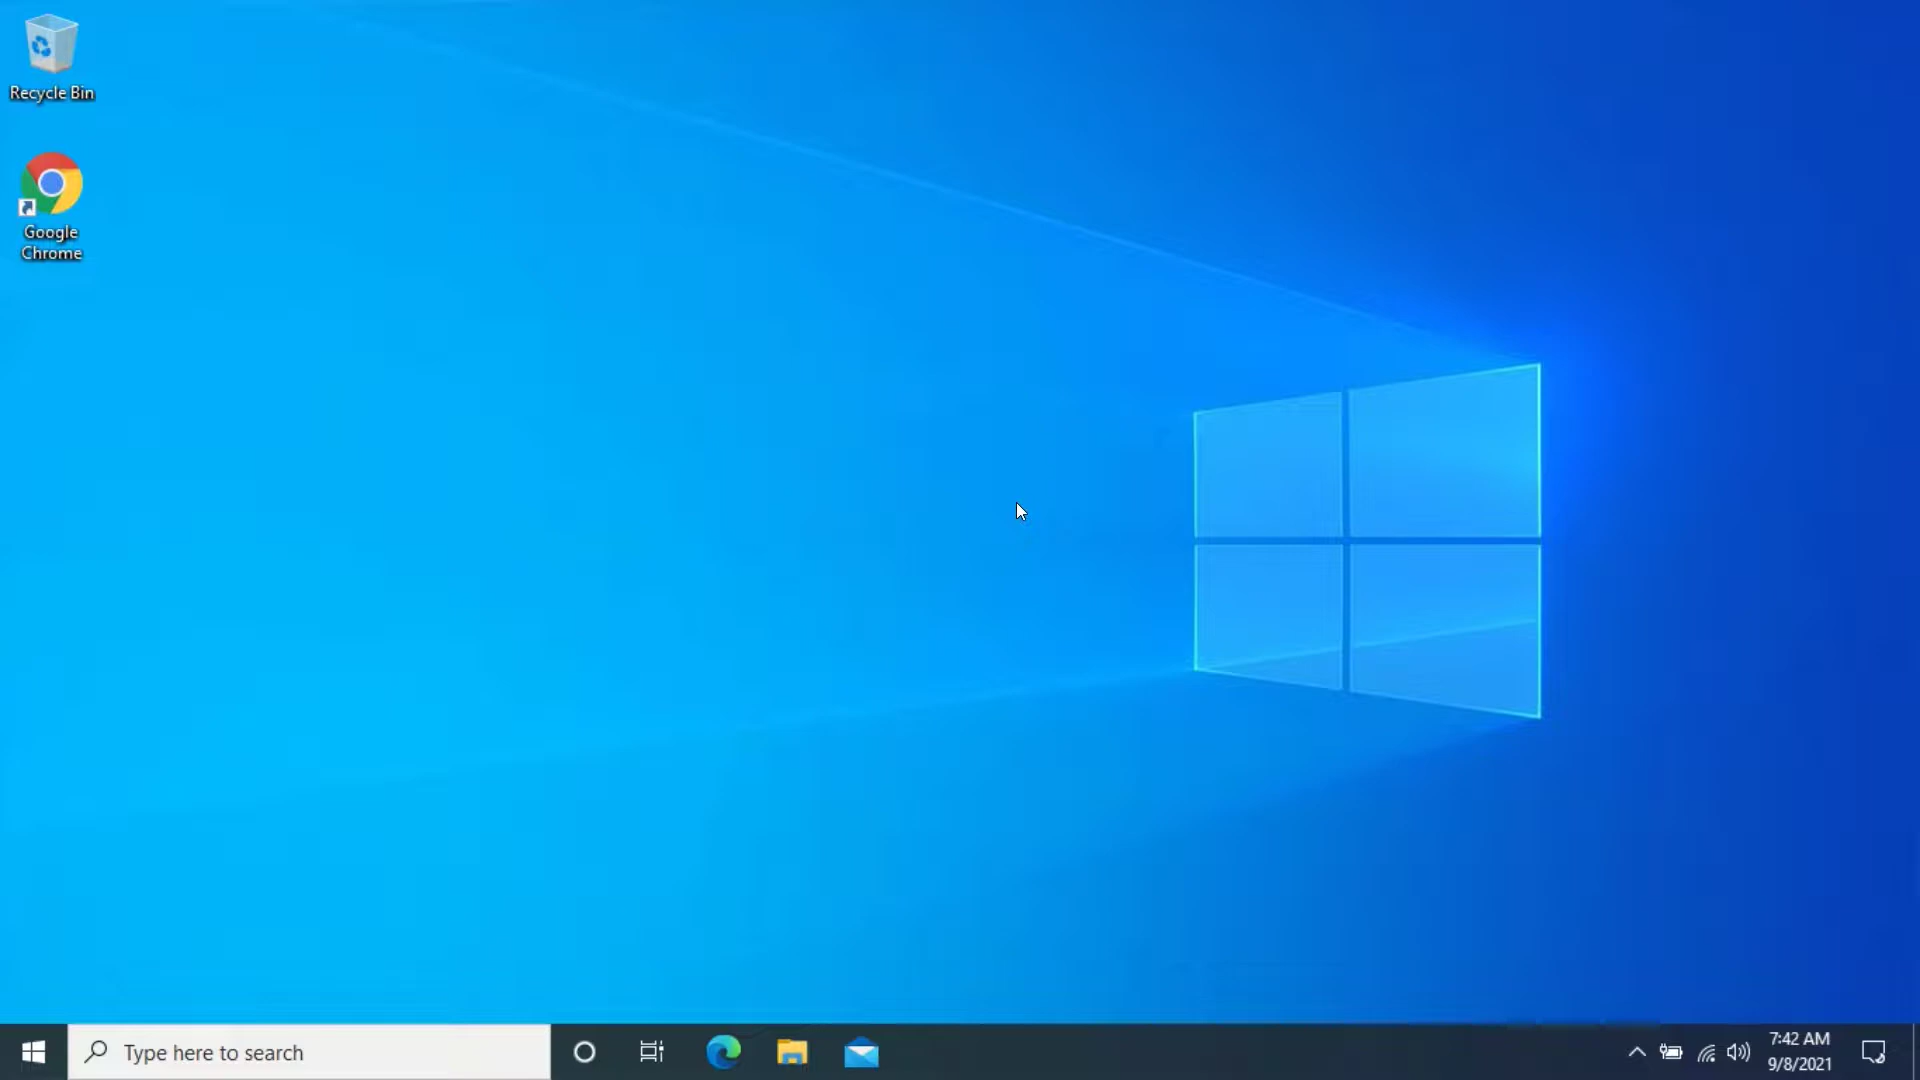 Recycle Bin
Google
Chrome
Type here to search
7:42 AM
9/8/2021